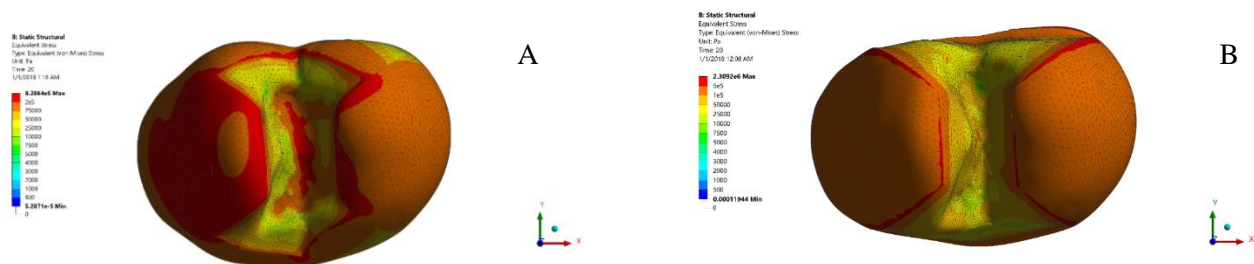 B: Static Structural
Equivalent Stress
Type: Equivalent (von-Mises) Stress
Unit: Pa
Time: 20
1/1/2018 1:18 AM
8.2064e5 Max
2e5
75000
50000
25000
10000
7500
5000
4000
3000
2000
1000
500
5.2871e-5 Min
0
A
Y
X
B: Static Structural
Equivalent Stress
Type: Equivalent (von-Mises) Stress
Unit: Pa
Time: 20
1/1/2018 12:08 AM
2.3092e6 Max
5e5
1e5
50000
25000
10000
7500
5000
4000
3000
2000
1000
500
0.00011944 Min
0
B
Y
X